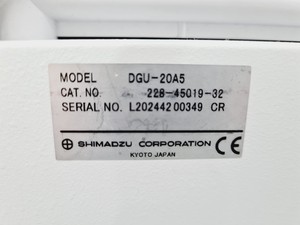 MODEL DGU-20A5
CAT. NO. 228-45019-32
SERIAL NO. L20244200349 CR
SHIMADZU CORPORATION
KYOTO JAPAN
CE